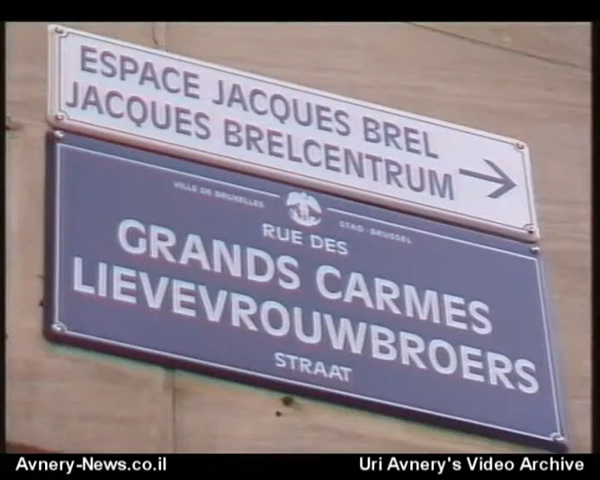 ESPACE JACQUES BREL
JACQUES BRELCENTRUM
VILLE DE BRUXELLES
STAD - BRUSSEL
RUE DES
GRANDS CARMES
LIEVEVROUWBROERS
STRAAT
Avnery-News.co.il
Uri Avnery's Video Archive